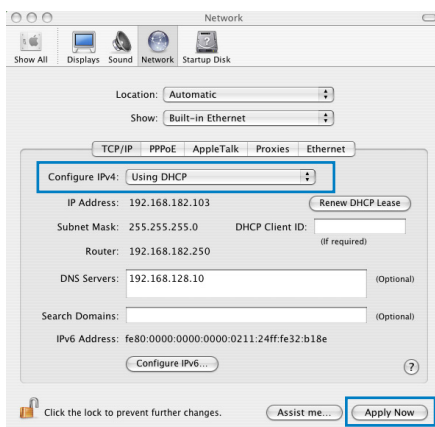 Network
Show All Displays Sound Network Startup Disk
Location: Automatic
Show: Built-in Ethernet
TCP/IP PPPoE AppleTalk Proxies Ethernet
Configure IPv4: Using DHCP
IP Address: 192.168.182.103 Renew DHCP Lease
Subnet Mask: 255.255.255.0 DHCP Client ID:
(If required)
Router: 192.168.182.250
DNS Servers: 192.168.128.10 (Optional)
Search Domains: (Optional)
IPv6 Address: fe80:0000:0000:0000:0211:24ff:fe32:b18e
Configure IPv6... ?
Click the lock to prevent further changes. Assist me... Apply Now